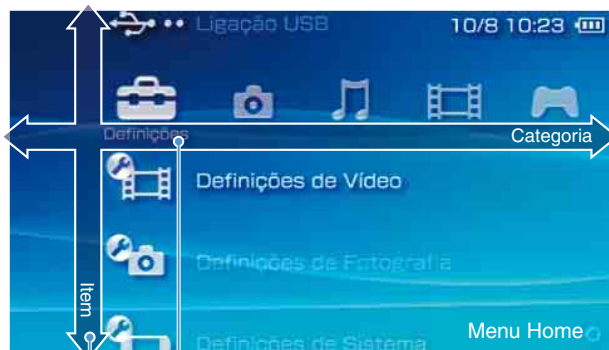 Ligação USB
10/8 10:23
Definições
Categoria
Definições de Vídeo
Definições de Fotografia
Item
Definições de Sistema
Menu Home